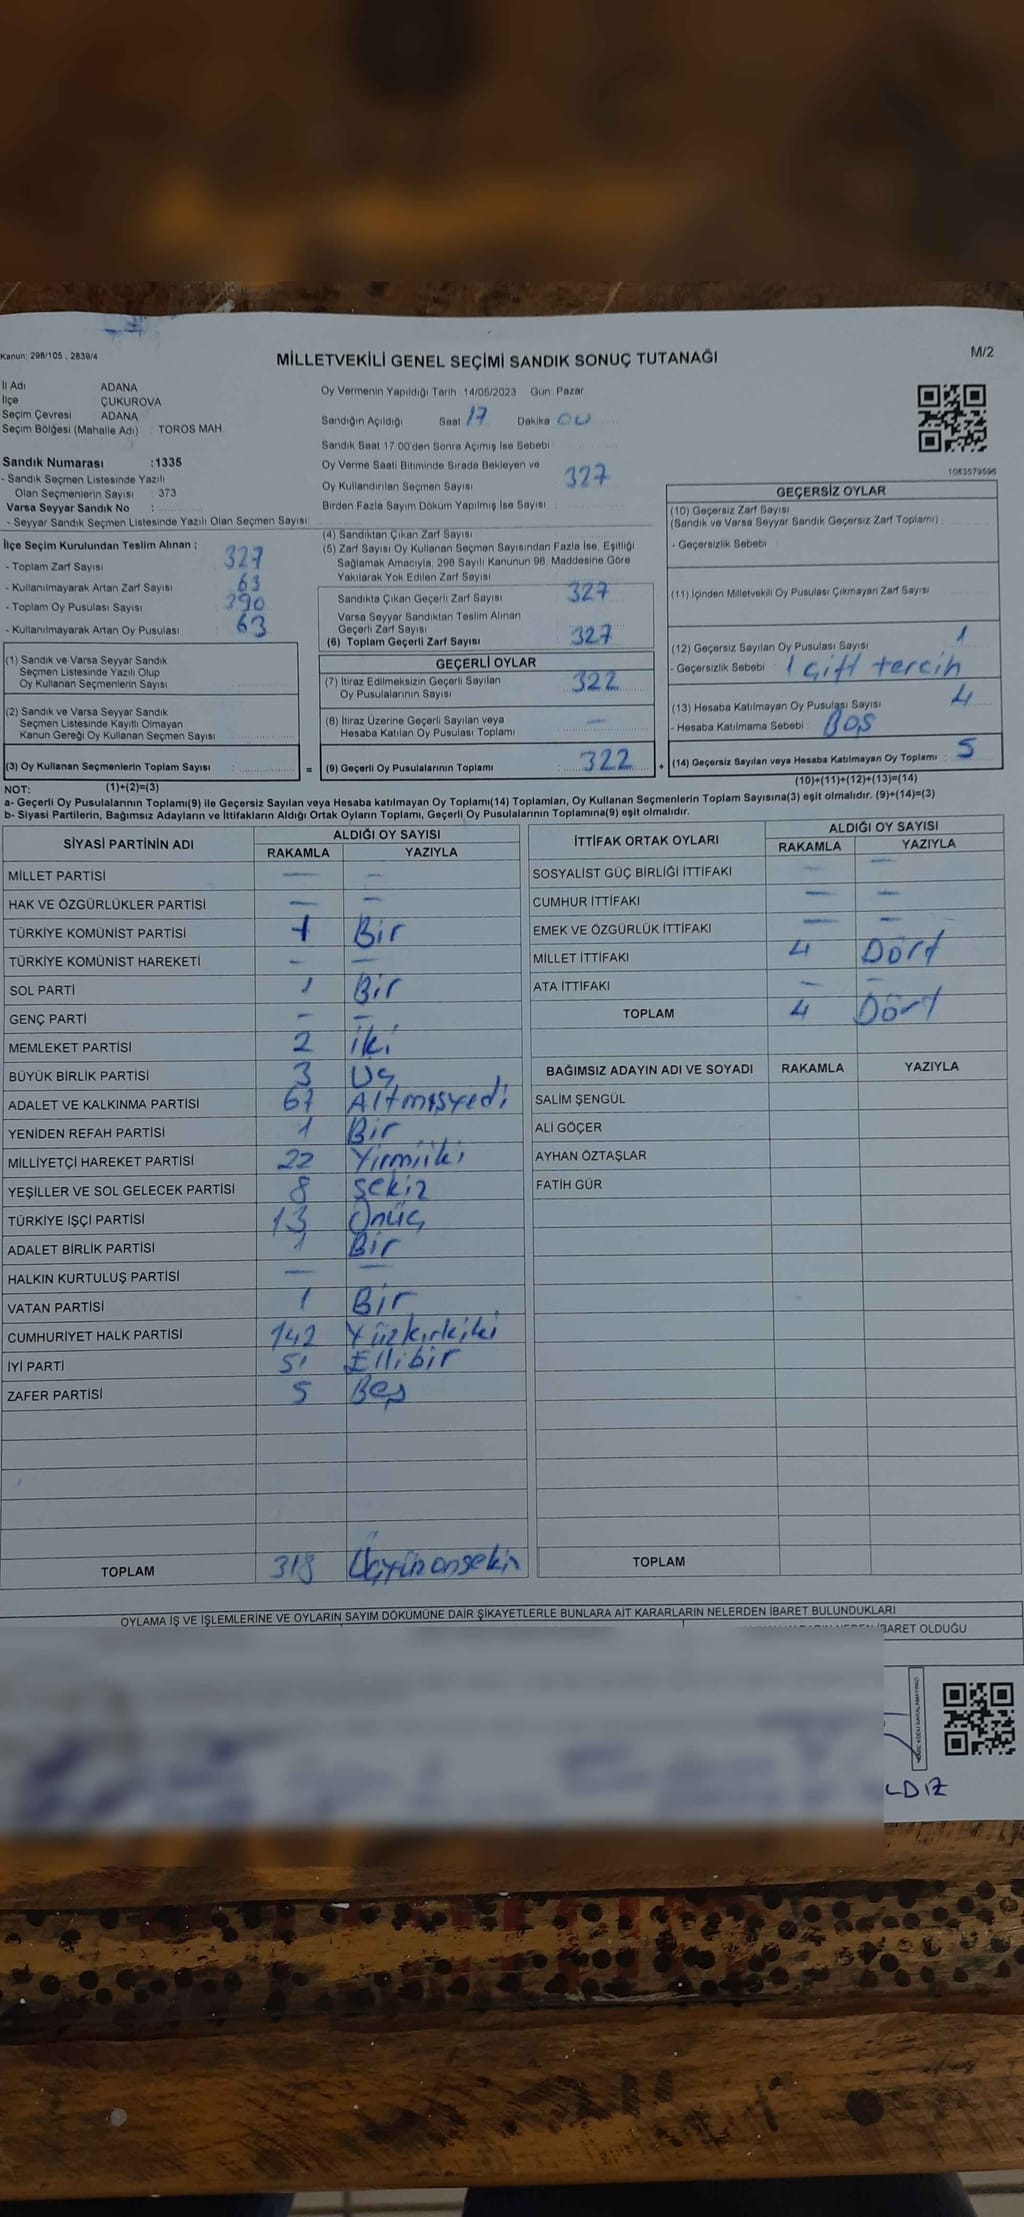 Kanun: 298/105 , 2839/4
MİLLETVEKİLİ GENEL SEÇİMİ SANDIK SONUÇ TUTANAĞI
M/2
İl Adı ADANA
İlçe ÇUKUROVA
Seçim Çevresi ADANA
Seçim Bölgesi (Mahalle Adı) TOROS MAH
Sandık Numarası :1335
- Sandık Seçmen Listesinde Yazılı
Olan Seçmenlerin Sayısı : 373
Varsa Seyyar Sandık No :
- Seyyar Sandık Seçmen Listesinde Yazılı Olan Seçmen Sayısı:
İlçe Seçim Kurulundan Teslim Alınan ;
- Toplam Zarf Sayısı 327
- Kullanılmayarak Artan Zarf Sayısı 63
- Toplam Oy Pusulası Sayısı 390
- Kullanılmayarak Artan Oy Pusulası 63
(1) Sandık ve Varsa Seyyar Sandık
Seçmen Listesinde Yazılı Olup
Oy Kullanan Seçmenlerin Sayısı
(2) Sandık ve Varsa Seyyar Sandık
Seçmen Listesinde Kayıtlı Olmayan
Kanun Gereği Oy Kullanan Seçmen Sayısı
(3) Oy Kullanan Seçmenlerin Toplam Sayısı :
=
Oy Vermenin Yapıldığı Tarih 14/05/2023 Gün: Pazar
Sandığın Açıldığı Saat 17 Dakika 00
Sandık Saat 17:00'den Sonra Açılmış İse Sebebi
Oy Verme Saati Bitiminde Sırada Bekleyen ve
Oy Kullandırılan Seçmen Sayısı 327
Birden Fazla Sayım Döküm Yapılmış İse Sayısı
(4) Sandıktan Çıkan Zarf Sayısı
(5) Zarf Sayısı Oy Kullanan Seçmen Sayısından Fazla İse, Eşitliği
Sağlamak Amacıyla, 298 Sayılı Kanunun 98. Maddesine Göre
Yakılarak Yok Edilen Zarf Sayısı
Sandıkta Çıkan Geçerli Zarf Sayısı 327
Varsa Seyyar Sandıktan Teslim Alınan
Geçerli Zarf Sayısı
(6) Toplam Geçerli Zarf Sayısı 327
GEÇERLİ OYLAR
(7) İtiraz Edilmeksizin Geçerli Sayılan
Oy Pusulalarının Sayısı 322
(8) İtiraz Üzerine Geçerli Sayılan veya
Hesaba Katılan Oy Pusulası Toplamı —
(9) Geçerli Oy Pusulalarının Toplamı 322
+
1083579596
GEÇERSİZ OYLAR
(10) Geçersiz Zarf Sayısı
(Sandık ve Varsa Seyyar Sandık Geçersiz Zarf Toplamı)
- Geçersizlik Sebebi
(11) İçinden Milletvekili Oy Pusulası Çıkmayan Zarf Sayısı
(12) Geçersiz Sayılan Oy Pusulası Sayısı 1
- Geçersizlik Sebebi : 1 çift tercih
(13) Hesaba Katılmayan Oy Pusulası Sayısı 4
- Hesaba Katılmama Sebebi : Boş
(14) Geçersiz Sayılan veya Hesaba Katılmayan Oy Toplamı : 5
NOT: (1)+(2)=(3)
(10)+(11)+(12)+(13)=(14)
a- Geçerli Oy Pusulalarının Toplamı(9) ile Geçersiz Sayılan veya Hesaba katılmayan Oy Toplamı(14) Toplamları, Oy Kullanan Seçmenlerin Toplam Sayısına(3) eşit olmalıdır. (9)+(14)=(3)
b- Siyasi Partilerin, Bağımsız Adayların ve İttifakların Aldığı Ortak Oyların Toplamı, Geçerli Oy Pusulalarının Toplamına(9) eşit olmalıdır.
SİYASİ PARTİNİN ADI ALDIĞI OY SAYISI
RAKAMLA YAZIYLA
MİLLET PARTİSİ — —
HAK VE ÖZGÜRLÜKLER PARTİSİ — —
TÜRKİYE KOMÜNİST PARTİSİ 1 Bir
TÜRKİYE KOMÜNİST HAREKETİ — —
SOL PARTİ 1 Bir
GENÇ PARTİ — —
MEMLEKET PARTİSİ 2 iki
BÜYÜK BİRLİK PARTİSİ 3 Üç
ADALET VE KALKINMA PARTİSİ 67 Altmışyedi
YENİDEN REFAH PARTİSİ 1 Bir
MİLLİYETÇİ HAREKET PARTİSİ 22 Yirmiiki
YEŞİLLER VE SOL GELECEK PARTİSİ 8 Sekiz
TÜRKİYE İŞÇİ PARTİSİ 13 Onüç
ADALET BİRLİK PARTİSİ 1 Bir
HALKIN KURTULUŞ PARTİSİ — —
VATAN PARTİSİ 1 Bir
CUMHURİYET HALK PARTİSİ 142 Yüzkırkiki
İYİ PARTİ 51 Ellibir
ZAFER PARTİSİ 5 Beş
TOPLAM 318 Üçyüzonsekiz
İTTİFAK ORTAK OYLARI ALDIĞI OY SAYISI
RAKAMLA YAZIYLA
SOSYALİST GÜÇ BİRLİĞİ İTTİFAKI — —
CUMHUR İTTİFAKI — —
EMEK VE ÖZGÜRLÜK İTTİFAKI — —
MİLLET İTTİFAKI 4 Dört
ATA İTTİFAKI — —
TOPLAM 4 Dört
BAĞIMSIZ ADAYIN ADI VE SOYADI RAKAMLA YAZIYLA
SALİM ŞENGÜL
ALİ GÖÇER
AYHAN ÖZTAŞLAR
FATİH GÜR
TOPLAM
OYLAMA İŞ VE İŞLEMLERİNE VE OYLARIN SAYIM DÖKÜMÜNE DAİR ŞİKAYETLERLE BUNLARA AİT KARARLARIN NELERDEN İBARET BULUNDUKLARI
İBARET OLDUĞU
LDIZ